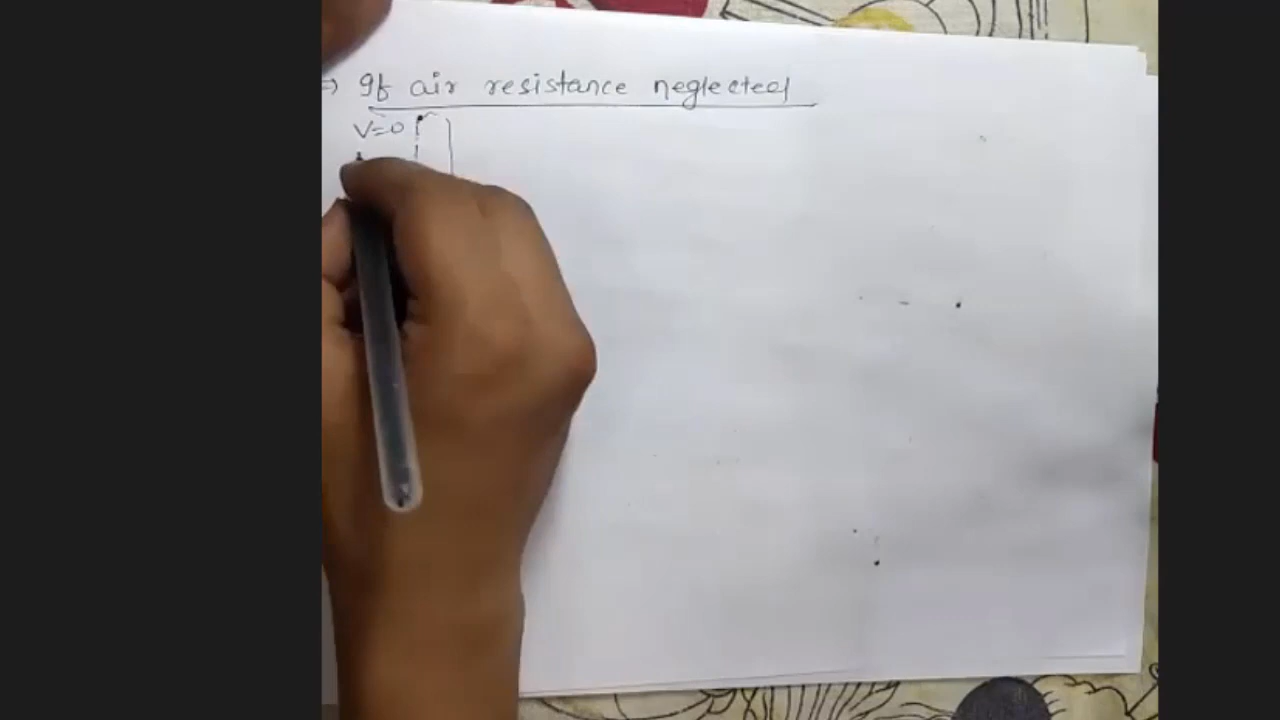 ⇒ If air resistance neglected
V=0